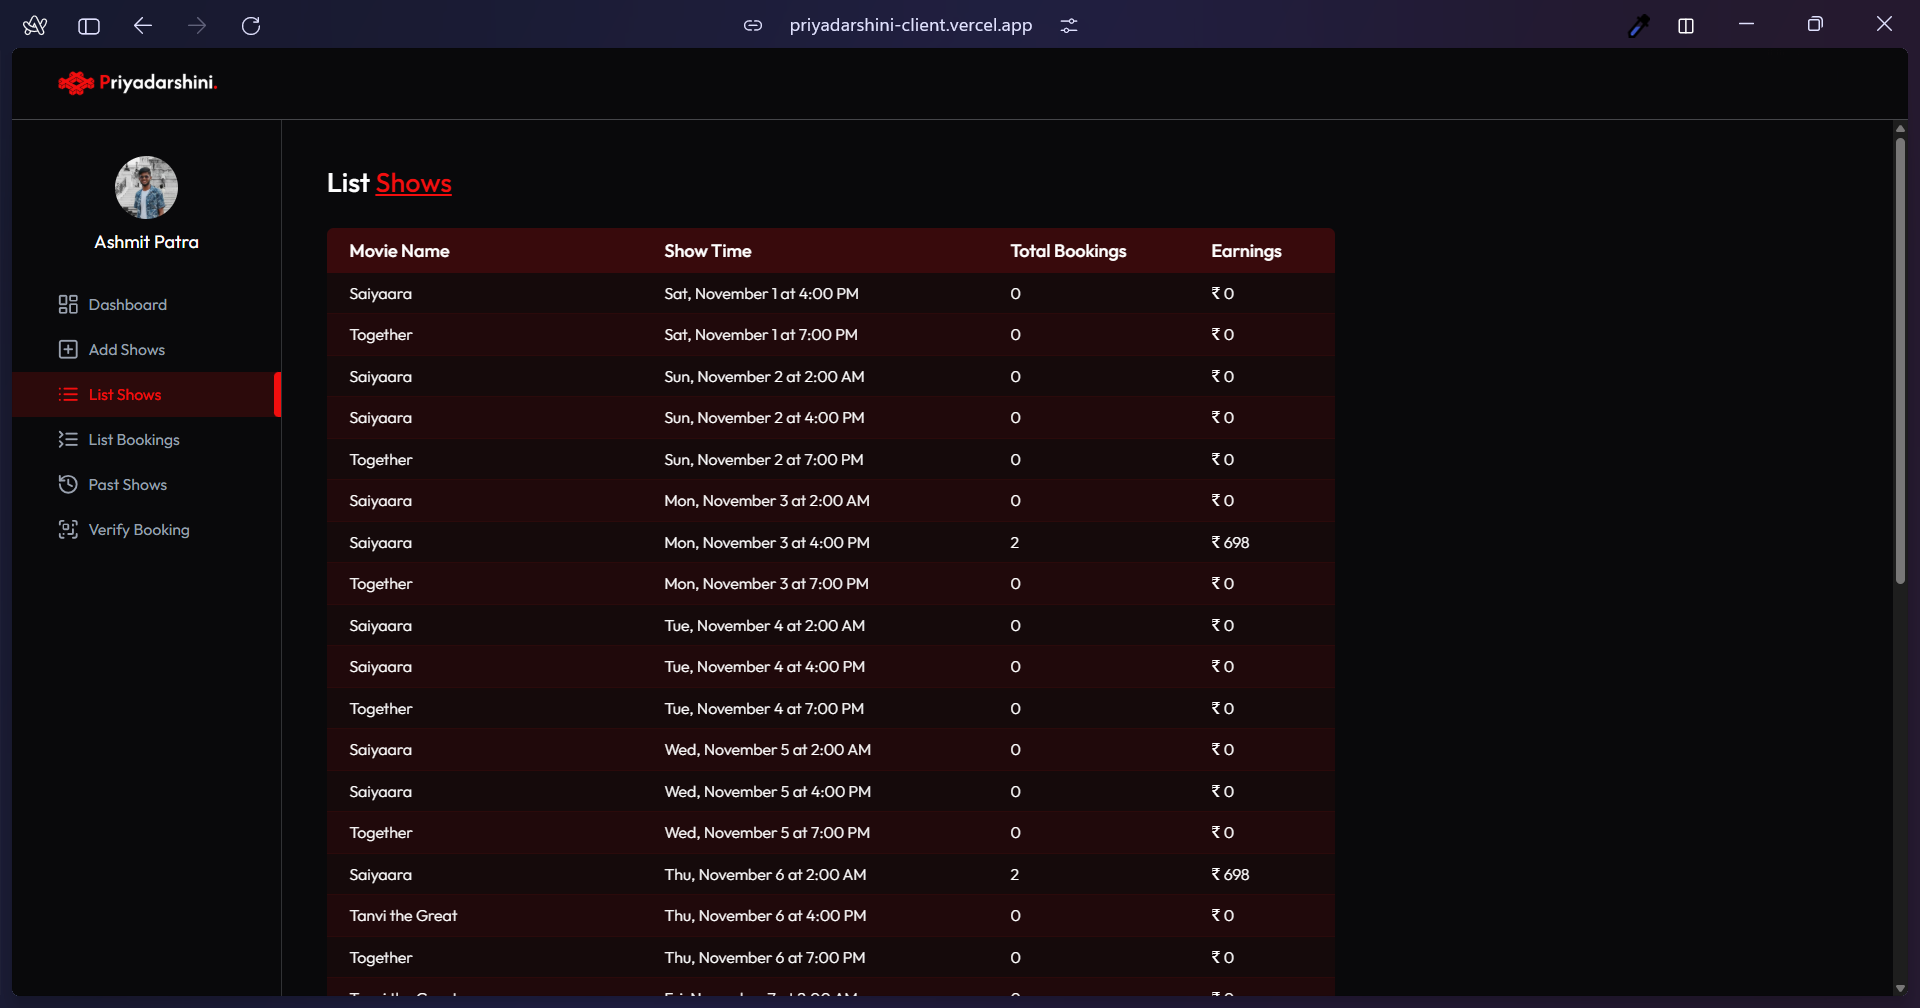 priyadarshini-client.vercel.app
Priyadarshini.
Ashmit Patra
Dashboard
Add Shows
List Shows
List Bookings
Past Shows
Verify Booking
List Shows
Movie Name Show Time Total Bookings Earnings
Saiyaara Sat, November 1 at 4:00 PM 0 ₹ 0
Together Sat, November 1 at 7:00 PM 0 ₹ 0
Saiyaara Sun, November 2 at 2:00 AM 0 ₹ 0
Saiyaara Sun, November 2 at 4:00 PM 0 ₹ 0
Together Sun, November 2 at 7:00 PM 0 ₹ 0
Saiyaara Mon, November 3 at 2:00 AM 0 ₹ 0
Saiyaara Mon, November 3 at 4:00 PM 2 ₹ 698
Together Mon, November 3 at 7:00 PM 0 ₹ 0
Saiyaara Tue, November 4 at 2:00 AM 0 ₹ 0
Saiyaara Tue, November 4 at 4:00 PM 0 ₹ 0
Together Tue, November 4 at 7:00 PM 0 ₹ 0
Saiyaara Wed, November 5 at 2:00 AM 0 ₹ 0
Saiyaara Wed, November 5 at 4:00 PM 0 ₹ 0
Together Wed, November 5 at 7:00 PM 0 ₹ 0
Saiyaara Thu, November 6 at 2:00 AM 2 ₹ 698
Tanvi the Great Thu, November 6 at 4:00 PM 0 ₹ 0
Together Thu, November 6 at 7:00 PM 0 ₹ 0